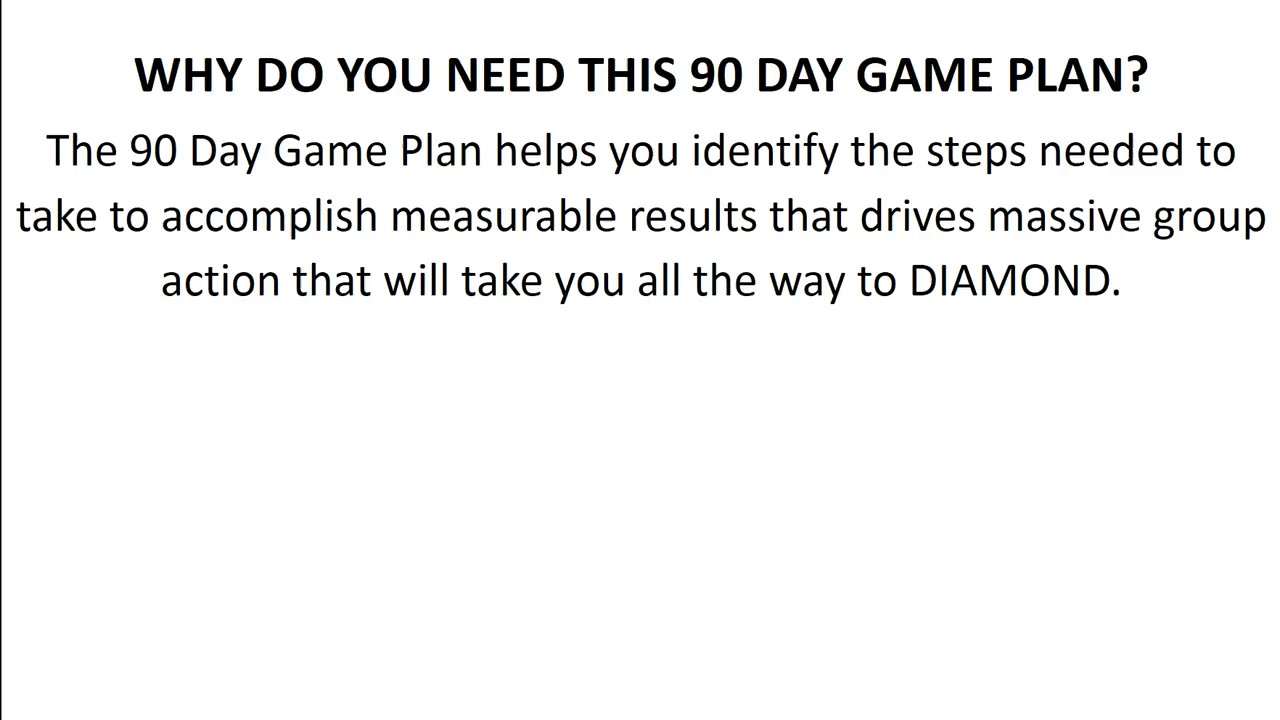 WHY DO YOU NEED THIS 90 DAY GAME PLAN?
The 90 Day Game Plan helps you identify the steps needed to
take to accomplish measurable results that drives massive group
action that will take you all the way to DIAMOND.